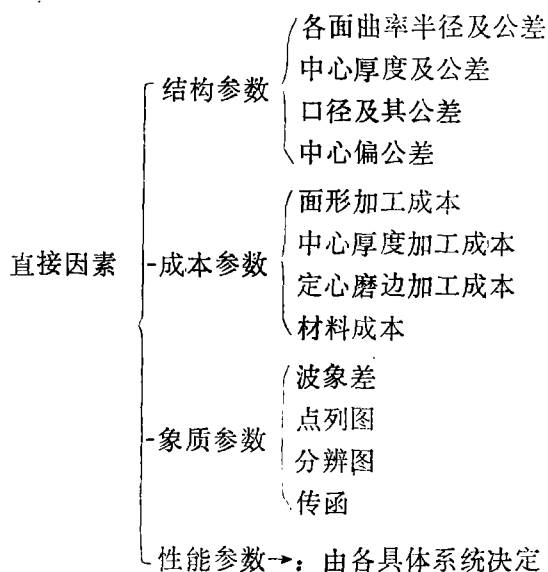 各面曲率半径及公差
中心厚度及公差
结构参数
口径及其公差
中心偏公差
面形加工成本
中心厚度加工成本
直接因素
成本参数
定心磨边加工成本
材料成本
波象差
点列图
象质参数
分辨图
传函
性能参数→：由各具体系统决定